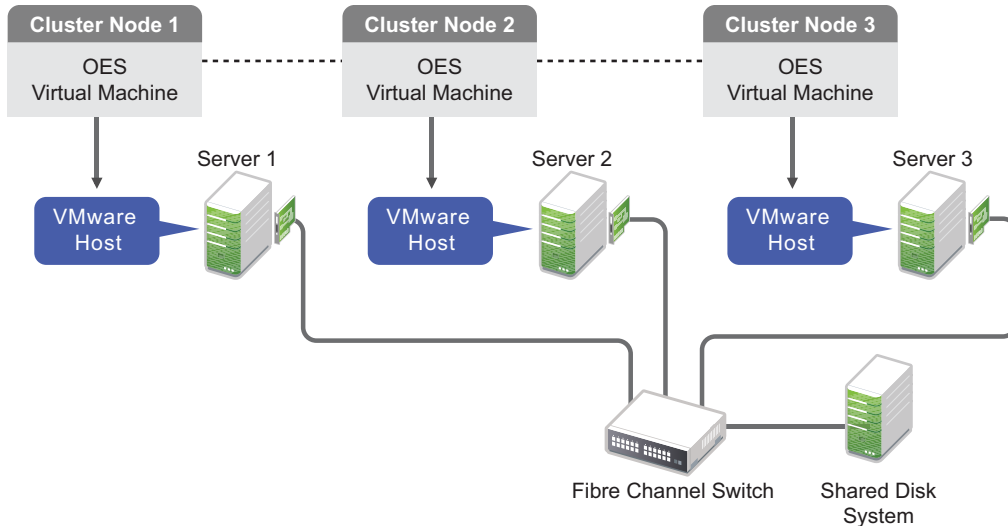 Cluster Node 1
OES
Virtual Machine
Cluster Node 2
OES
Virtual Machine
Cluster Node 3
OES
Virtual Machine
Server 1
Server 2
Server 3
VMware
Host
VMware
Host
VMware
Host
Fibre Channel Switch
Shared Disk
System